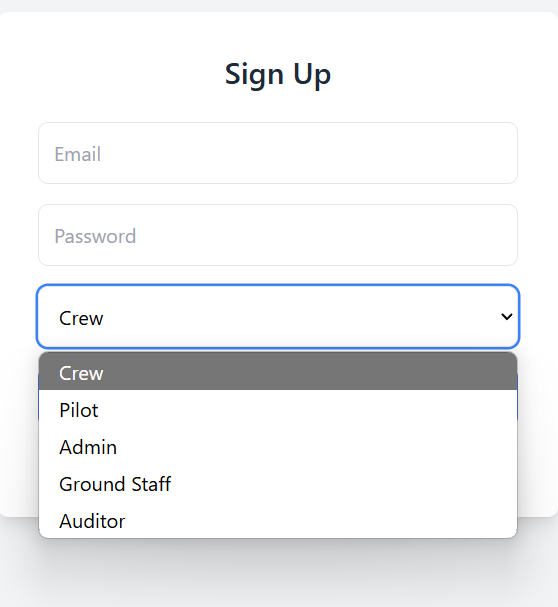 Sign Up
Email
Password
Crew
Crew
Pilot
Admin
Ground Staff
Auditor